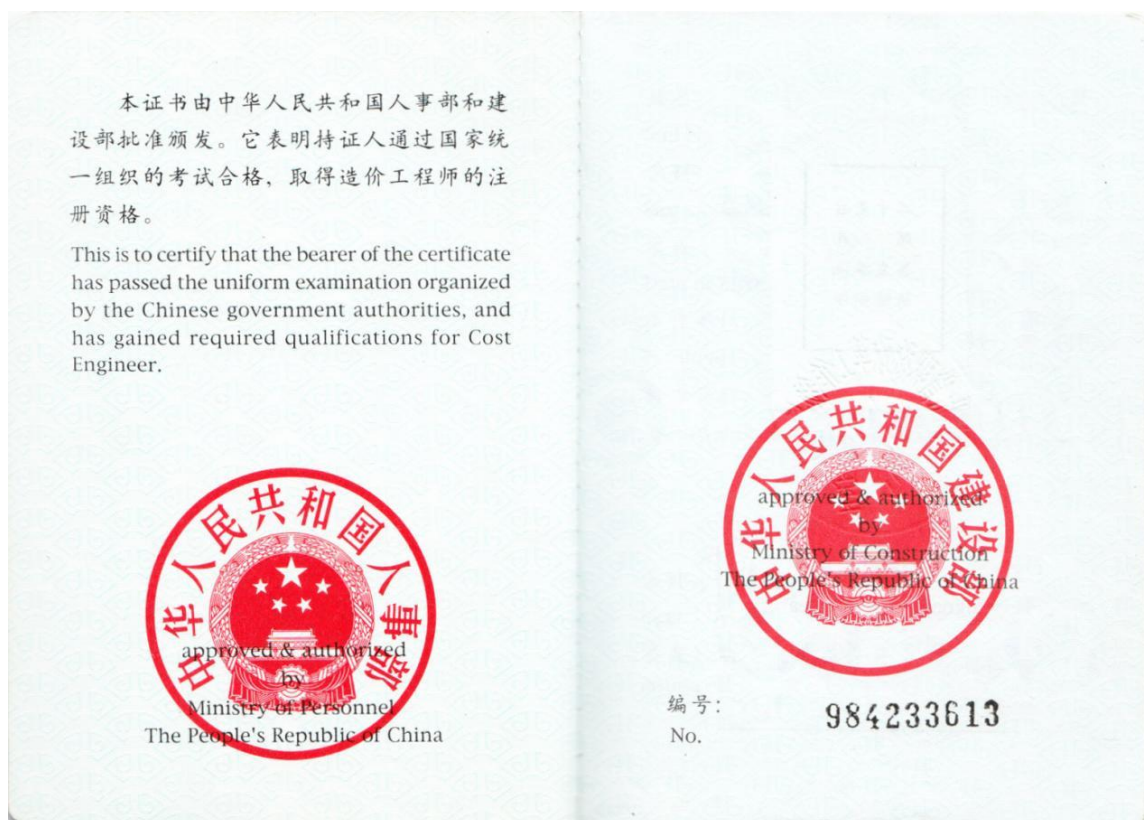 本证书由中华人民共和国人事部和建
设部批准颁发。它表明持证人通过国家统
一组织的考试合格，取得造价工程师的注
册资格。
This is to certify that the bearer of the certificate
has passed the uniform examination organized
by the Chinese government authorities, and
has gained required qualifications for Cost
Engineer.
中华人民共和国人事部
approved & authorized
by
Ministry of Personnel
The People's Republic of China
中华人民共和国建设部
approved & authorized
by
Ministry of Construction
The People's Republic of China
编号：
984233613
No.